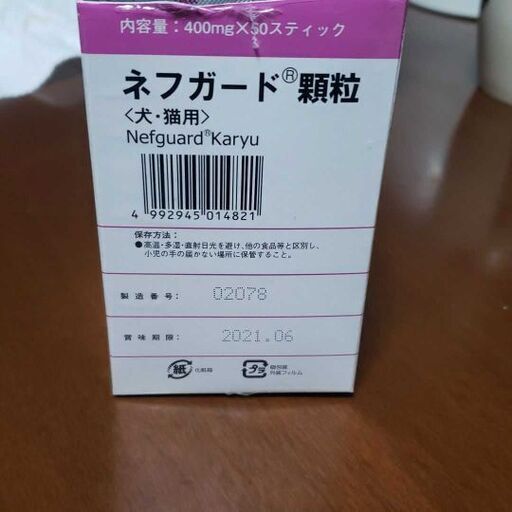 内容量：400mg×50スティック
ネフガード®顆粒
〈犬・猫用〉
Nefguard®Karyu
4 992945 014821
保存方法：
●高温・多湿・直射日光を避け、他の食品等と区別し、
小児の手の届かない場所に保管すること。
製造番号： 02078
賞味期限： 2021.06
紙 化粧箱
プラ 個包装
外装フィルム